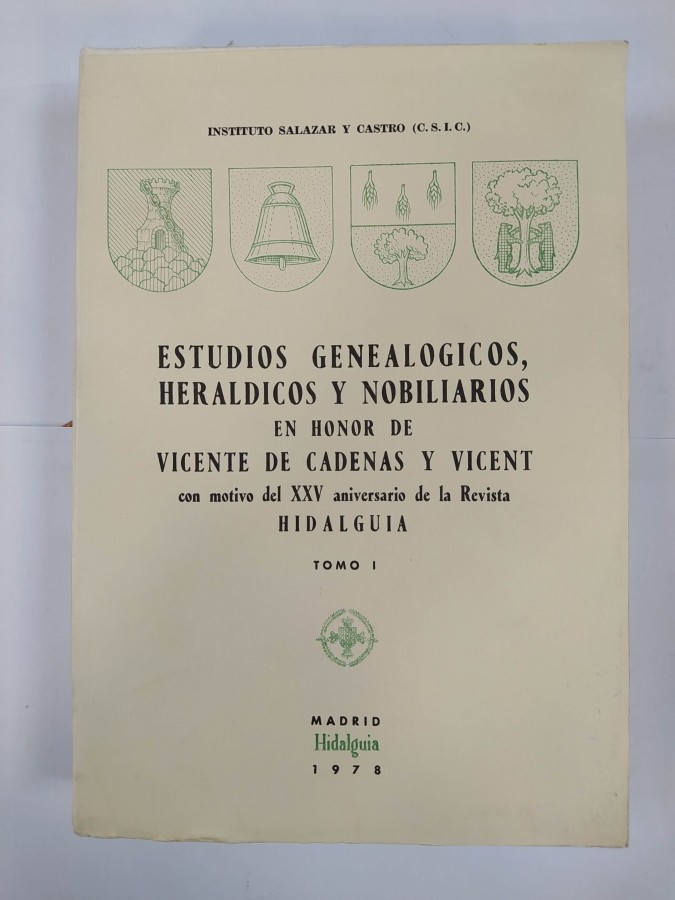 INSTITUTO SALAZAR Y CASTRO (C. S. I. C.)
ESTUDIOS GENEALOGICOS,
HERALDICOS Y NOBILIARIOS
EN HONOR DE
VICENTE DE CADENAS Y VICENT
con motivo del XXV aniversario de la Revista
HIDALGUIA
TOMO I
MADRID
Hidalguia
1978